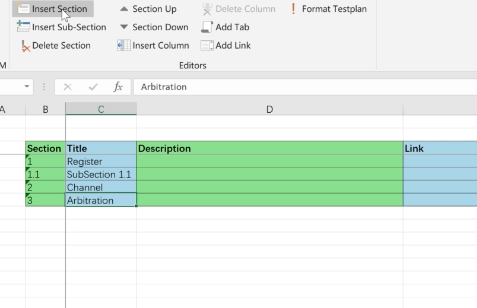 Insert Section Section Up Delete Column ! Format Testplan
Insert Sub-Section Section Down Add Tab
Delete Section Insert Column Add Link
M Editors
fx Arbitration
A B C D
Section Title Description Link
1 Register
1.1 SubSection 1.1
2 Channel
3 Arbitration